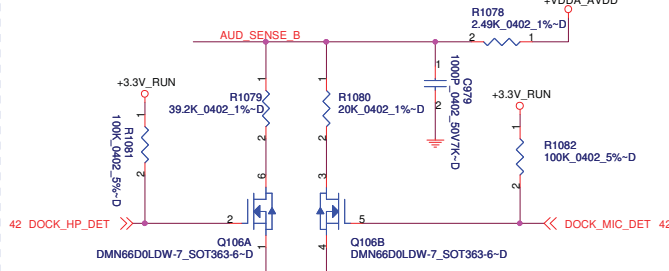 +VDDA_AVDD
R1078
2.49K_0402_1%~D
2
1
AUD_SENSE_B
+3.3V_RUN
R1081
100K_0402_5%~D
1
2
R1079
39.2K_0402_1%~D
1
2
R1080
20K_0402_1%~D
1
2
C979
1000P_0402_50V7K~D
1
2
+3.3V_RUN
R1082
100K_0402_5%~D
1
2
42 DOCK_HP_DET
2
6
1
Q106A
DMN66D0LDW-7_SOT363-6~D
3
5
4
Q106B
DMN66D0LDW-7_SOT363-6~D
DOCK_MIC_DET 42